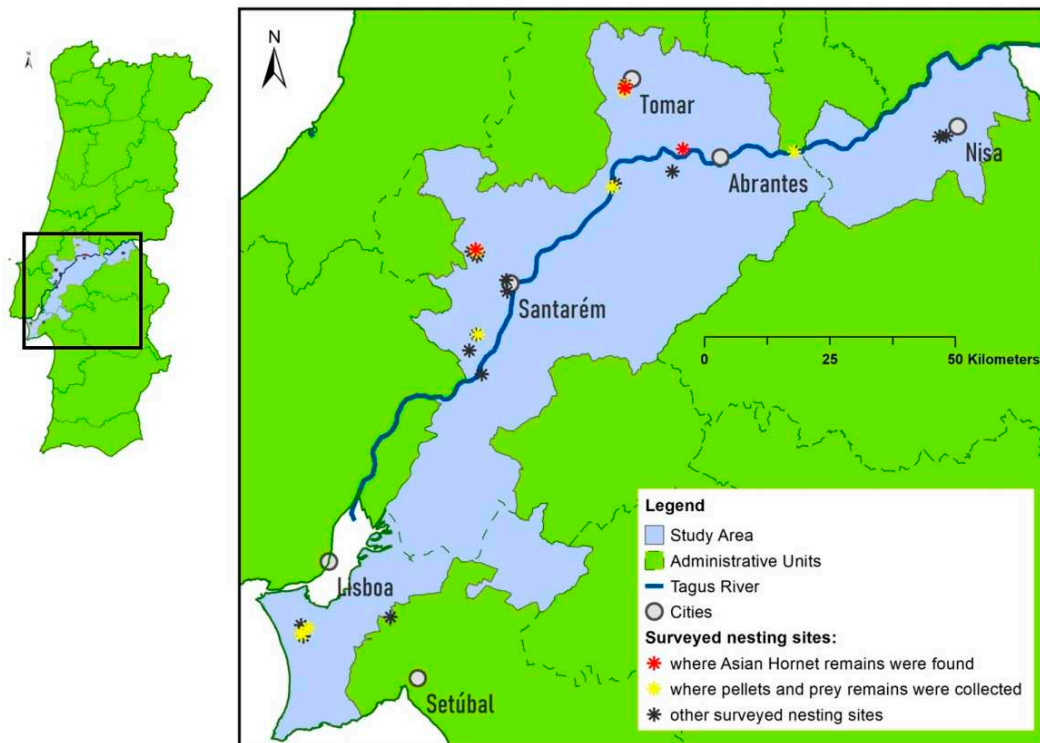 N
N
Tomar
Nisa
Abrantes
Santarém
0 25 50 Kilometers
Lisboa
Setúbal
Legend
Study Area
Administrative Units
Tagus River
Cities
Surveyed nesting sites:
where Asian Hornet remains were found
where pellets and prey remains were collected
other surveyed nesting sites